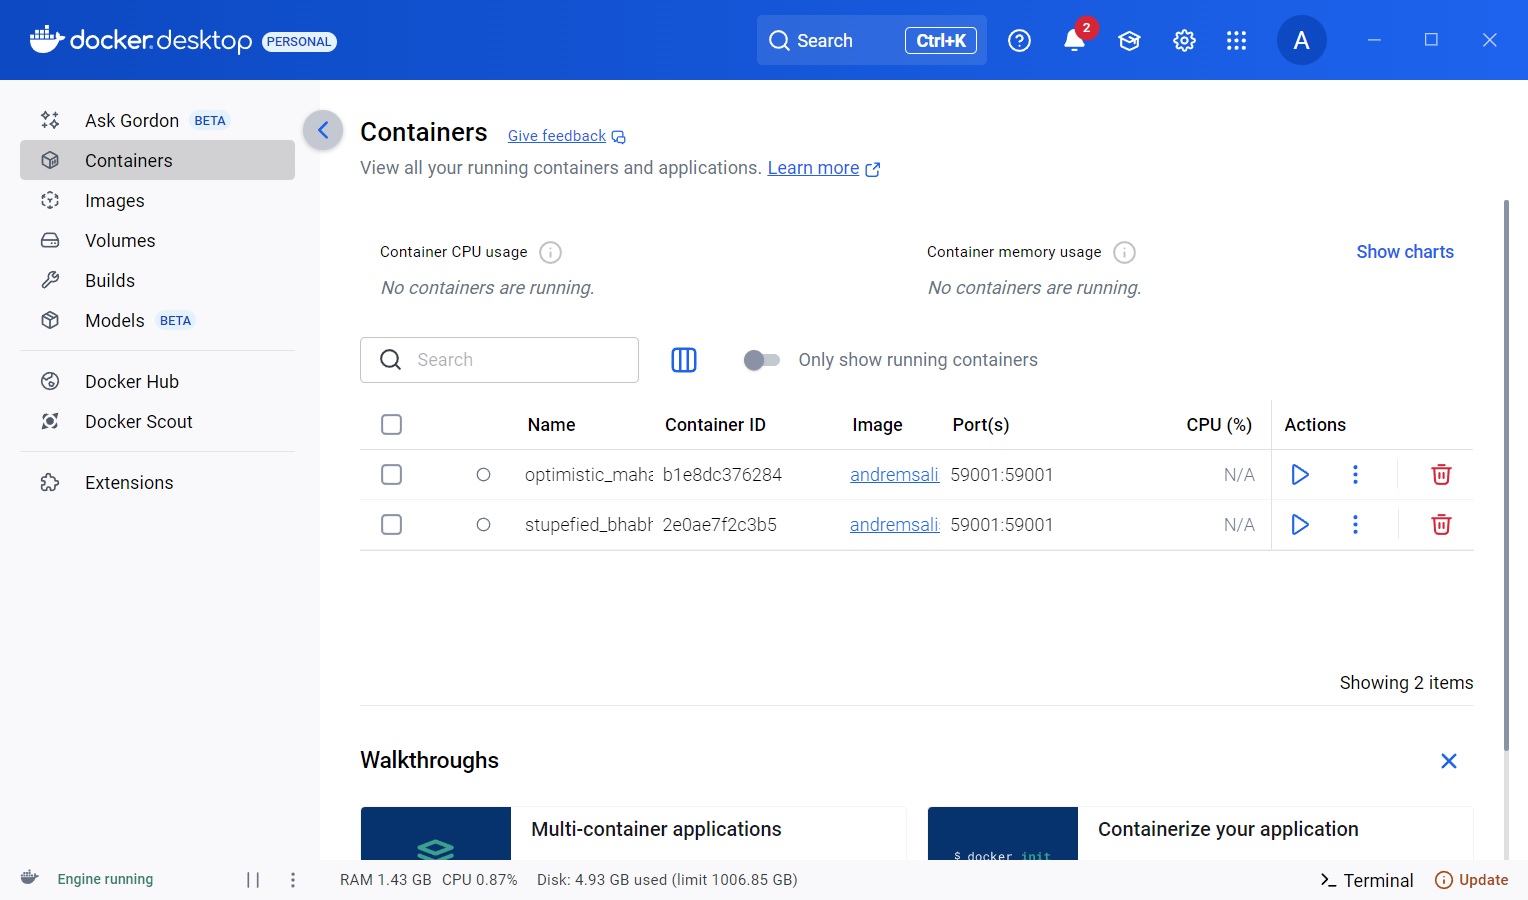 docker.desktop PERSONAL
Search Ctrl+K
2
A
Ask Gordon BETA
Containers
Images
Volumes
Builds
Models BETA
Docker Hub
Docker Scout
Extensions
Containers Give feedback
View all your running containers and applications. Learn more
Container CPU usage
No containers are running.
Container memory usage
No containers are running.
Show charts
Search
Only show running containers
Name Container ID Image Port(s) CPU (%) Actions
optimistic_maha b1e8dc376284 andremsali 59001:59001 N/A
stupefied_bhabh 2e0ae7f2c3b5 andremsali 59001:59001 N/A
Showing 2 items
Walkthroughs
Multi-container applications
$ docker init
Containerize your application
Engine running
RAM 1.43 GB CPU 0.87% Disk: 4.93 GB used (limit 1006.85 GB)
Terminal
Update